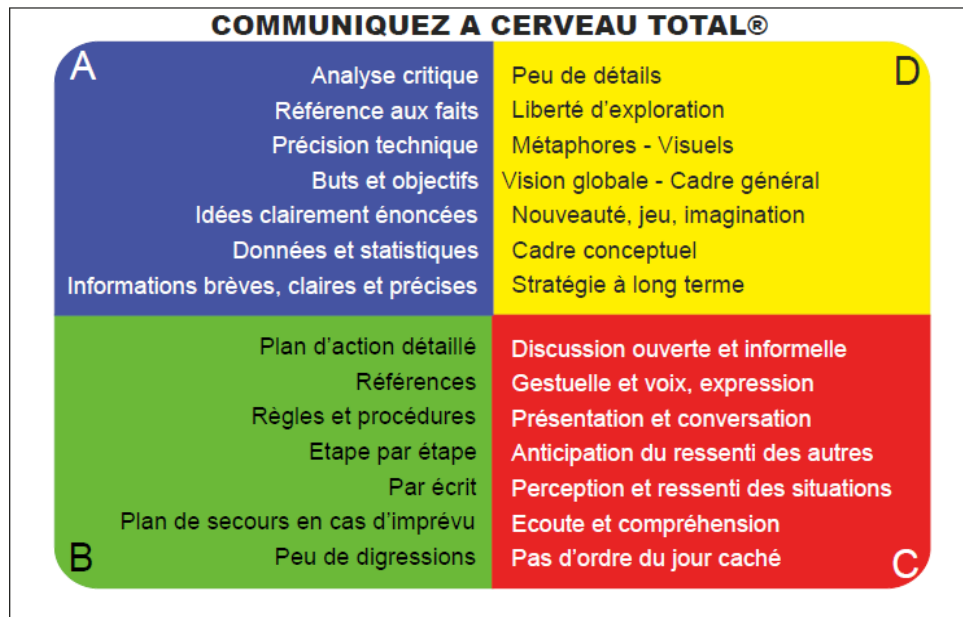 COMMUNIQUEZ A CERVEAU TOTAL®
A
Analyse critique
Référence aux faits
Précision technique
Buts et objectifs
Idées clairement énoncées
Données et statistiques
Informations brèves, claires et précises
D
Peu de détails
Liberté d'exploration
Métaphores - Visuels
Vision globale - Cadre général
Nouveauté, jeu, imagination
Cadre conceptuel
Stratégie à long terme
Plan d'action détaillé
Références
Règles et procédures
Etape par étape
Par écrit
Plan de secours en cas d'imprévu
Peu de digressions
B
Discussion ouverte et informelle
Gestuelle et voix, expression
Présentation et conversation
Anticipation du ressenti des autres
Perception et ressenti des situations
Ecoute et compréhension
Pas d'ordre du jour caché
C